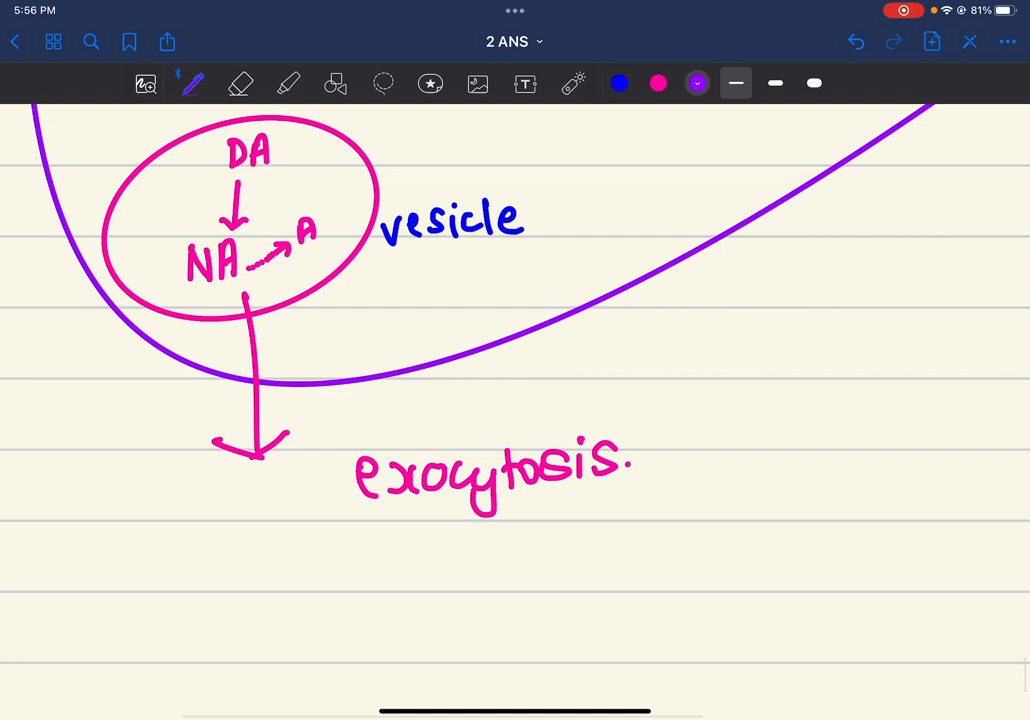 5:56 PM
81%
2 ANS
T
DA
NA
A
vesicle
exocytosis.